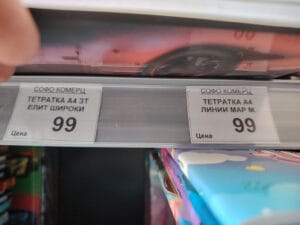 СОФО КОМЕРЦ
ТЕТРАТКА А4 3Т
ЕЛИТ ШИРОКИ
99
Цена
СОФО КОМЕРЦ
ТЕТРАТКА А4
ЛИНИИ МАР М.
99
Цена